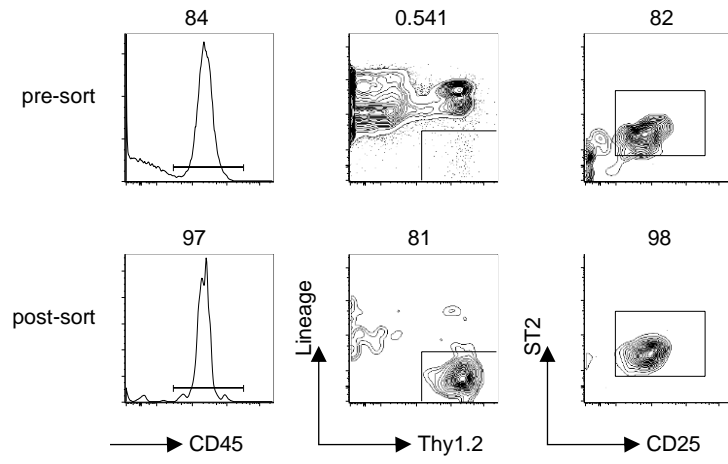 84
0.541
82
pre-sort
97
81
98
post-sort
Lineage
ST2
CD45
Thy1.2
CD25